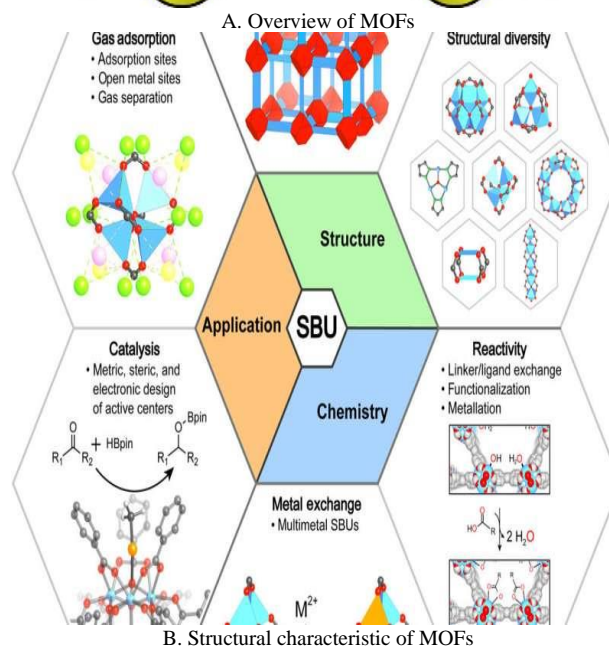 A. Overview of MOFs
Gas adsorption
• Adsorption sites
• Open metal sites
• Gas separation
Structural diversity
Structure
Application
SBU
Chemistry
Catalysis
• Metric, steric, and
electronic design
of active centers
O
R₁ R₂
+ HBpin
O Bpin
R₁ R₂
Reactivity
• Linker/ligand exchange
• Functionalization
• Metallation
OH H₂O
HO O R
2 H₂O
R R
Metal exchange
• Multimetal SBUs
M²⁺
B. Structural characteristic of MOFs